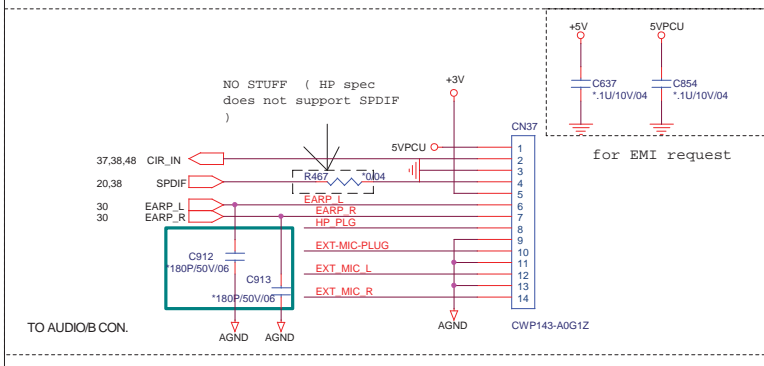 +5V
5VPCU
C637
*.1U/10V/04
C854
*.1U/10V/04
for EMI request
NO STUFF ( HP spec
does not support SPDIF
)
+3V
CN37
5VPCU
1
37,38,48 CIR_IN
2
3
R467
*0/04
20,38 SPDIF
4
5
EARP_L
30 EARP_L
6
EARP_R
30 EARP_R
7
HP_PLG
8
9
EXT-MIC-PLUG
10
11
EXT_MIC_L
12
13
EXT_MIC_R
14
C912
*180P/50V/06
C913
*180P/50V/06
AGND
AGND
AGND
CWP143-A0G1Z
TO AUDIO/B CON.